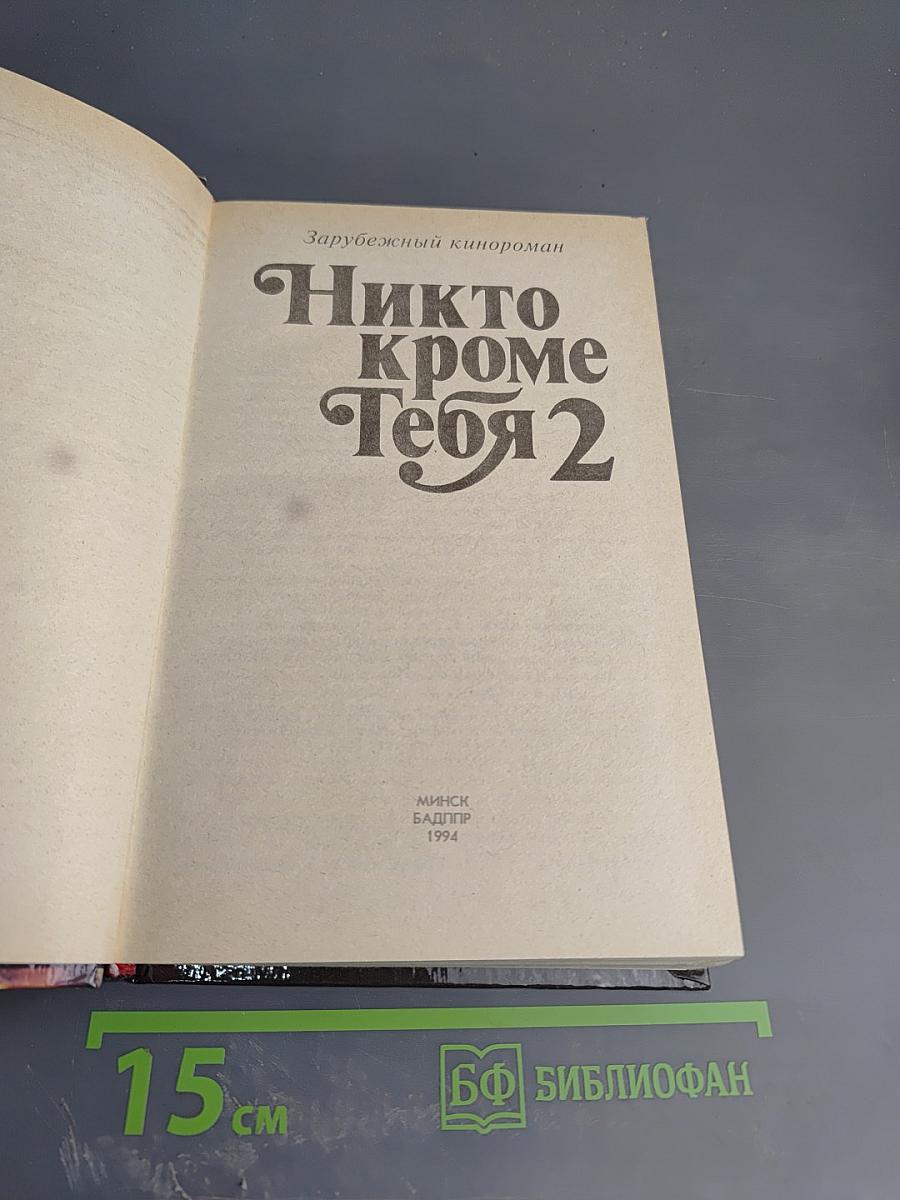 Зарубежный кинороман
Никто
кроме
Тебя 2
МИНСК
БАДППР
1994
15 см
БФ БИБЛИОФАН